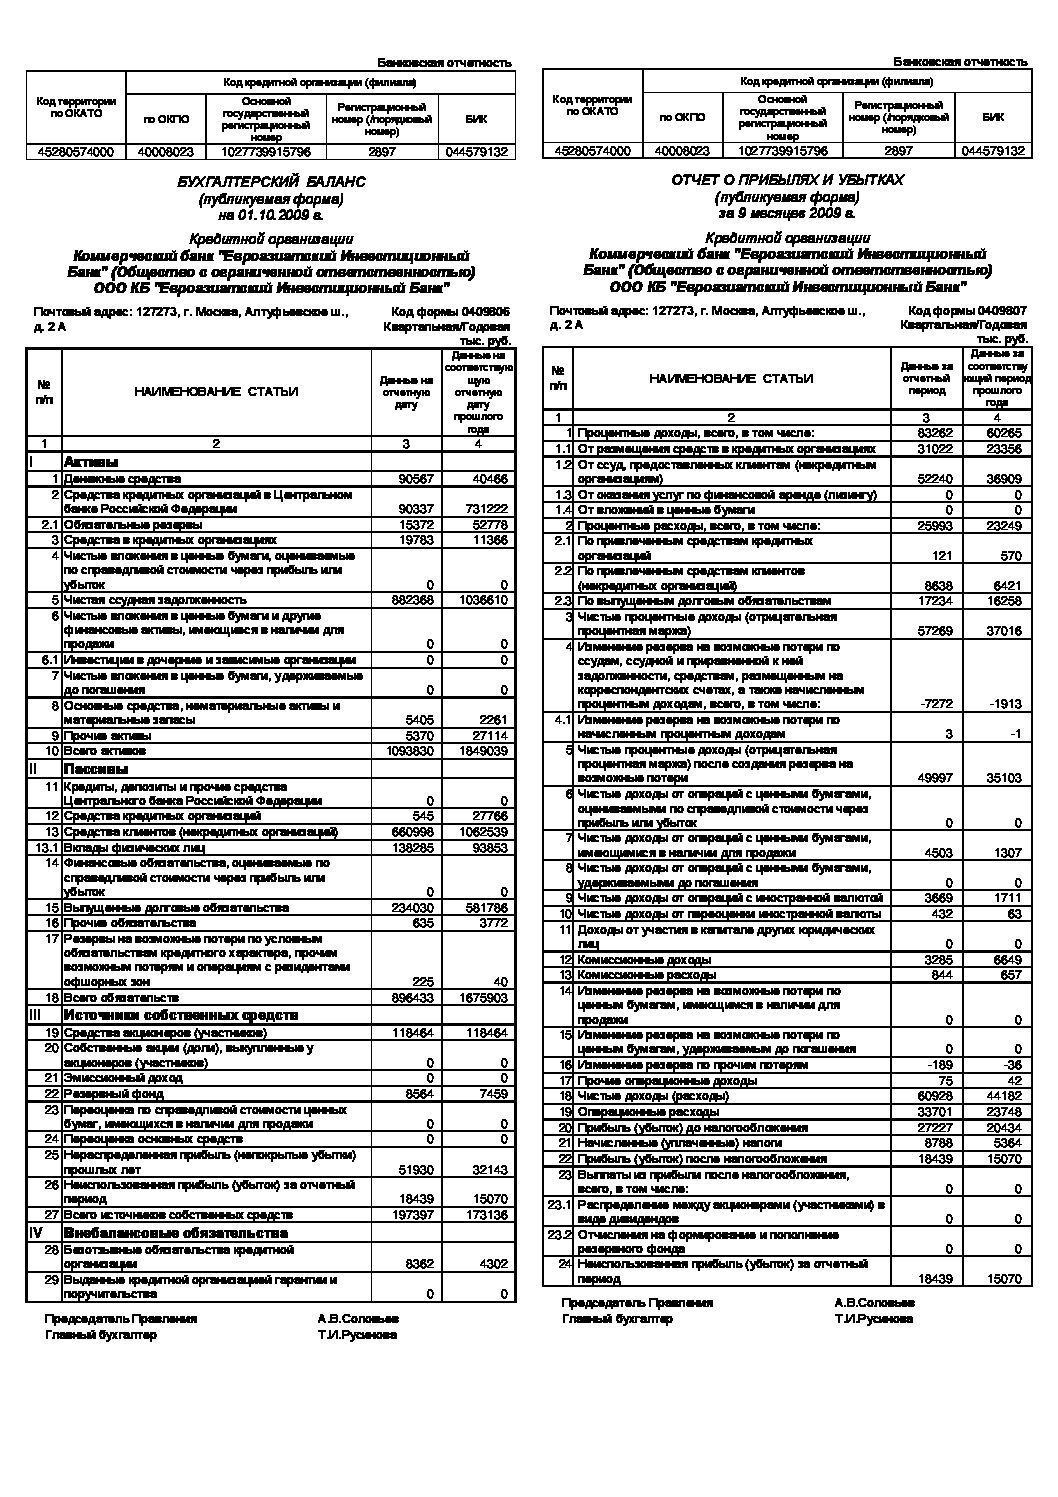 Банковская отчетность
Код территории по ОКАТО
Код кредитной организации (филиала)
по ОКПО
Основной государственный регистрационный номер
Регистрационный номер (/порядковый номер)
БИК
45280574000 40008023 1027739915796 2897 044579132
БУХГАЛТЕРСКИЙ БАЛАНС
(публикуемая форма)
на 01.10.2009 г.
Кредитной организации
Коммерческий банк "Евроазиатский Инвестиционный
Банк" (Общество с ограниченной ответственностью)
ООО КБ "Евроазиатский Инвестиционный Банк"
Почтовый адрес: 127273, г. Москва, Алтуфьевское ш.,
д. 2 А
Код формы 0409806
Квартальная/Годовая
тыс. руб.
№ п/п
НАИМЕНОВАНИЕ СТАТЬИ
Данные на отчетную дату
Данные на соответствую щую отчетную дату прошлого года
1 2 3 4
I Активы
1 Денежные средства 90567 40466
2 Средства кредитных организаций в Центральном
банке Российской Федерации 90337 731222
2.1 Обязательные резервы 15372 52778
3 Средства в кредитных организациях 19783 11366
4 Чистые вложения в ценные бумаги, оцениваемые
по справедливой стоимости через прибыль или
убыток 0 0
5 Чистая ссудная задолженность 882368 1036610
6 Чистые вложения в ценные бумаги и другие
финансовые активы, имеющиеся в наличии для
продажи 0 0
6.1 Инвестиции в дочерние и зависимые организации 0 0
7 Чистые вложения в ценные бумаги, удерживаемые
до погашения 0 0
8 Основные средства, нематериальные активы и
материальные запасы 5405 2261
9 Прочие активы 5370 27114
10 Всего активов 1093830 1849039
II Пассивы
11 Кредиты, депозиты и прочие средства
Центрального банка Российской Федерации 0 0
12 Средства кредитных организаций 545 27766
13 Средства клиентов (некредитных организаций) 660998 1062539
13.1 Вклады физических лиц 138285 93853
14 Финансовые обязательства, оцениваемые по
справедливой стоимости через прибыль или
убыток 0 0
15 Выпущенные долговые обязательства 234030 581786
16 Прочие обязательства 635 3772
17 Резервы на возможные потери по условным
обязательствам кредитного характера, прочим
возможным потерям и операциям с резидентами
офшорных зон 225 40
18 Всего обязательств 896433 1675903
III Источники собственных средств
19 Средства акционеров (участников) 118464 118464
20 Собственные акции (доли), выкупленные у
акционеров (участников) 0 0
21 Эмиссионный доход 0 0
22 Резервный фонд 8564 7459
23 Переоценка по справедливой стоимости ценных
бумаг, имеющихся в наличии для продажи 0 0
24 Переоценка основных средств 0 0
25 Нераспределенная прибыль (непокрытые убытки)
прошлых лет 51930 32143
26 Неиспользованная прибыль (убыток) за отчетный
период 18439 15070
27 Всего источников собственных средств 197397 173136
IV Внебалансовые обязательства
28 Безотзывные обязательства кредитной
организации 8362 4302
29 Выданные кредитной организацией гарантии и
поручительства 0 0
Председатель Правления А.В.Соловьев
Главный бухгалтер Т.И.Русинова
Банковская отчетность
Код территории по ОКАТО
Код кредитной организации (филиала)
по ОКПО
Основной государственный регистрационный номер
Регистрационный номер (/порядковый номер)
БИК
45280574000 40008023 1027739915796 2897 044579132
ОТЧЕТ О ПРИБЫЛЯХ И УБЫТКАХ
(публикуемая форма)
за 9 месяцев 2009 г.
Кредитной организации
Коммерческий банк "Евроазиатский Инвестиционный
Банк" (Общество с ограниченной ответственностью)
ООО КБ "Евроазиатский Инвестиционный Банк"
Почтовый адрес: 127273, г. Москва, Алтуфьевское ш.,
д. 2 А
Код формы 0409807
Квартальная/Годовая
тыс. руб.
№ п/п
НАИМЕНОВАНИЕ СТАТЬИ
Данные за отчетный период
Данные за соответству ющий период прошлого года
1 2 3 4
1 Процентные доходы, всего, в том числе: 83262 60265
1.1 От размещения средств в кредитных организациях 31022 23356
1.2 От ссуд, предоставленных клиентам (некредитным
организациям) 52240 36909
1.3 От оказания услуг по финансовой аренде (лизингу) 0 0
1.4 От вложений в ценные бумаги 0 0
2 Процентные расходы, всего, в том числе: 25993 23249
2.1 По привлеченным средствам кредитных
организаций 121 570
2.2 По привлеченным средствам клиентов
(некредитных организаций) 8638 6421
2.3 По выпущенным долговым обязательствам 17234 16258
3 Чистые процентные доходы (отрицательная
процентная маржа) 57269 37016
4 Изменение резерва на возможные потери по
ссудам, ссудной и приравненной к ней
задолженности, средствам, размещенным на
корреспондентских счетах, а также начисленным
процентным доходам, всего, в том числе: -7272 -1913
4.1 Изменение резерва на возможные потери по
начисленным процентным доходам 3 -1
5 Чистые процентные доходы (отрицательная
процентная маржа) после создания резерва на
возможные потери 49997 35103
6 Чистые доходы от операций с ценными бумагами,
оцениваемыми по справедливой стоимости через
прибыль или убыток 0 0
7 Чистые доходы от операций с ценными бумагами,
имеющимися в наличии для продажи 4503 1307
8 Чистые доходы от операций с ценными бумагами,
удерживаемыми до погашения 0 0
9 Чистые доходы от операций с иностранной валютой 3669 1711
10 Чистые доходы от переоценки иностранной валюты 432 63
11 Доходы от участия в капитале других юридических
лиц 0 0
12 Комиссионные доходы 3285 6649
13 Комиссионные расходы 844 657
14 Изменение резерва на возможные потери по
ценным бумагам, имеющимся в наличии для
продажи 0 0
15 Изменение резерва на возможные потери по
ценным бумагам, удерживаемым до погашения 0 0
16 Изменение резерва по прочим потерям -189 -36
17 Прочие операционные доходы 75 42
18 Чистые доходы (расходы) 60928 44182
19 Операционные расходы 33701 23748
20 Прибыль (убыток) до налогообложения 27227 20434
21 Начисленные (уплаченные) налоги 8788 5364
22 Прибыль (убыток) после налогообложения 18439 15070
23 Выплаты из прибыли после налогообложения,
всего, в том числе: 0 0
23.1 Распределение между акционерами (участниками) в
виде дивидендов 0 0
23.2 Отчисления на формирование и пополнение
резервного фонда 0 0
24 Неиспользованная прибыль (убыток) за отчетный
период 18439 15070
Председатель Правления А.В.Соловьев
Главный бухгалтер Т.И.Русинова